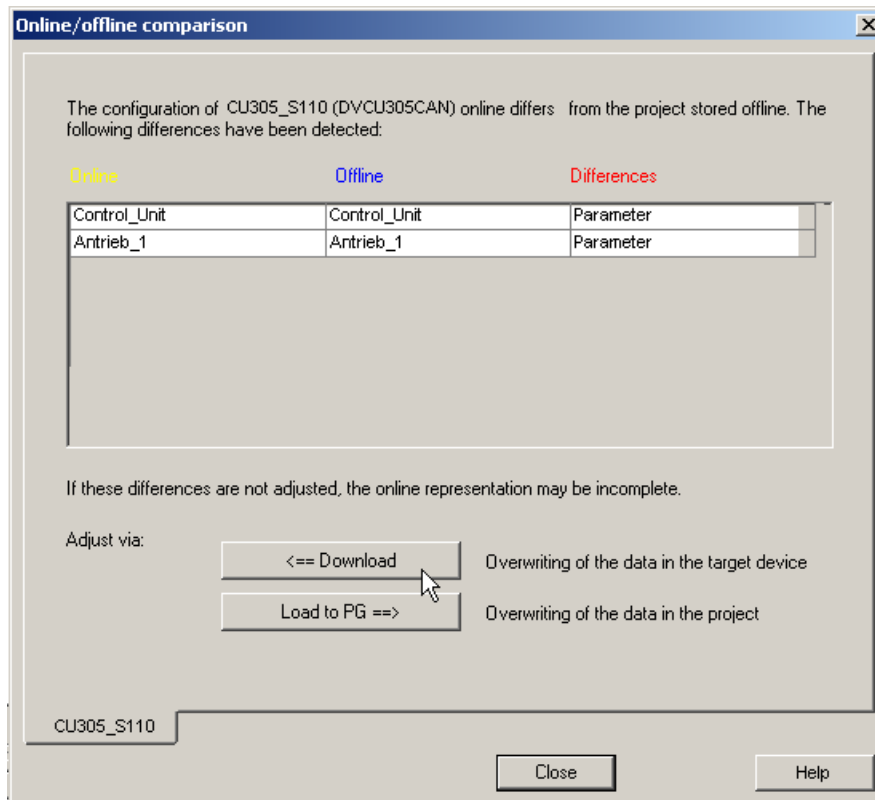 Online/offline comparison
The configuration of CU305_S110 (DVCU305CAN) online differs from the project stored offline. The
following differences have been detected:
Online Offline Differences
Control_Unit Control_Unit Parameter
Antrieb_1 Antrieb_1 Parameter
If these differences are not adjusted, the online representation may be incomplete.
Adjust via:
<== Download Overwriting of the data in the target device
Load to PG ==> Overwriting of the data in the project
CU305_S110
Close Help